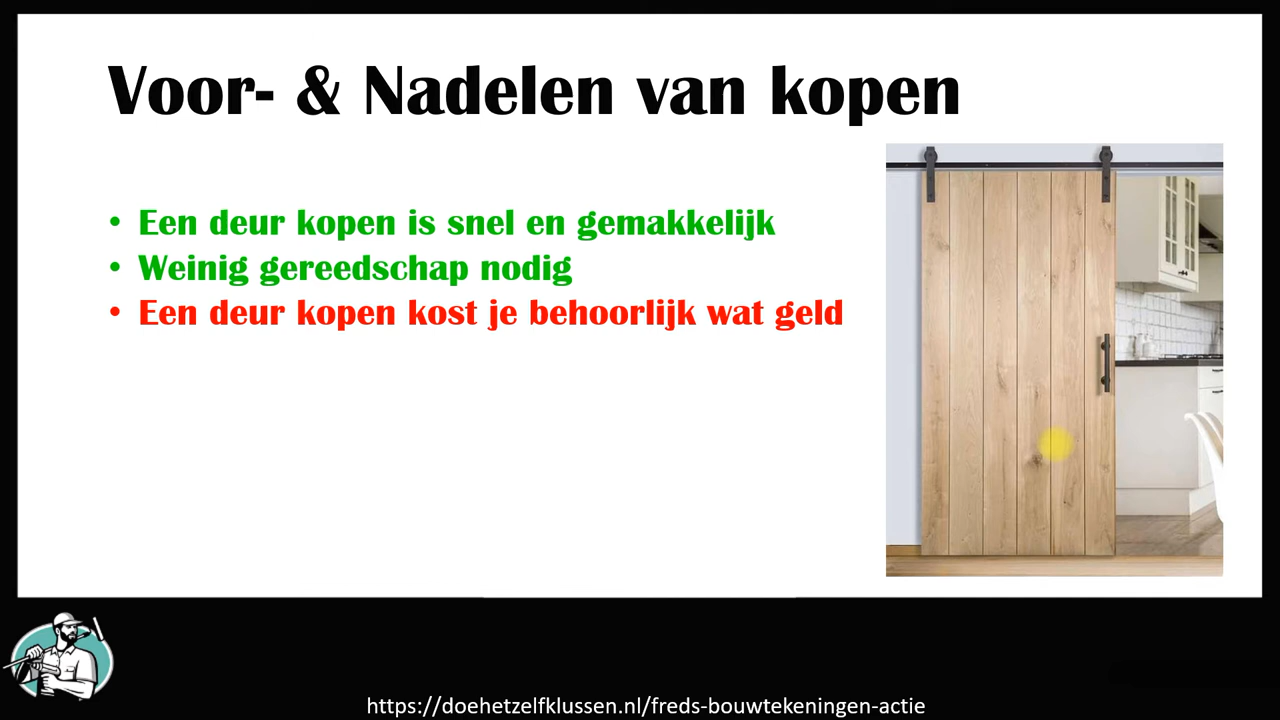 Voor- & Nadelen van kopen
• Een deur kopen is snel en gemakkelijk
• Weinig gereedschap nodig
• Een deur kopen kost je behoorlijk wat geld
https://doehetzelfklussen.nl/freds-bouwtekeningen-actie